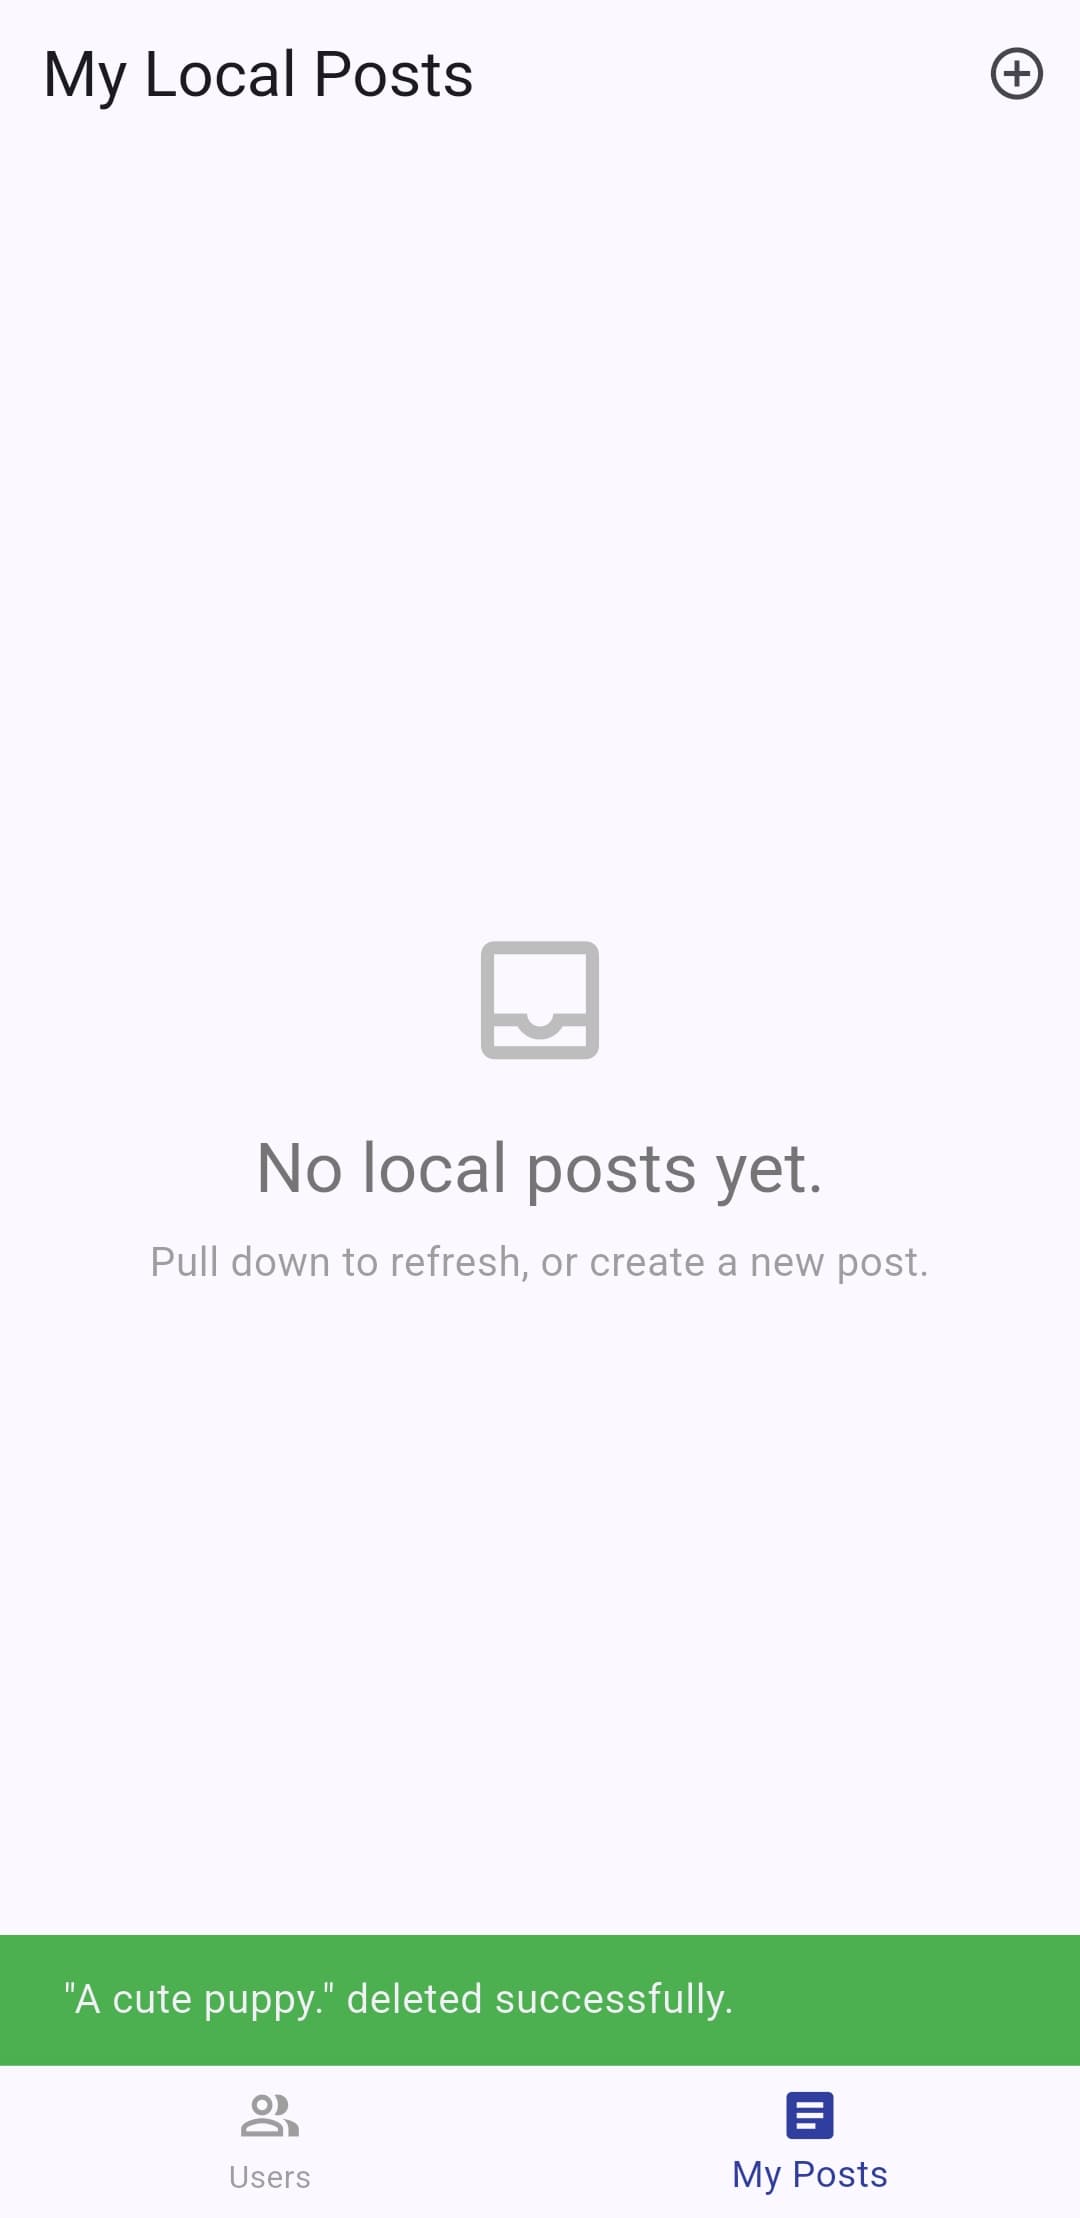 My Local Posts
No local posts yet.
Pull down to refresh, or create a new post.
"A cute puppy." deleted successfully.
Users
My Posts